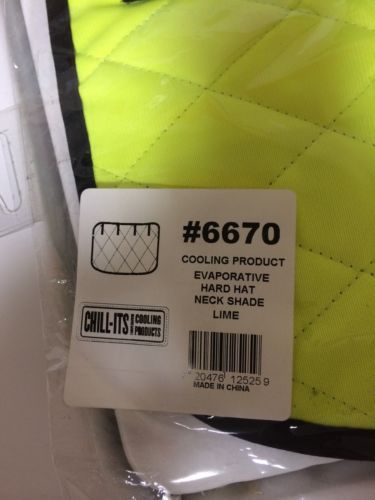 #6670
COOLING PRODUCT
EVAPORATIVE
HARD HAT
NECK SHADE
LIME
CHILL-ITS COOLING PRODUCTS
20476 12525 9
MADE IN CHINA